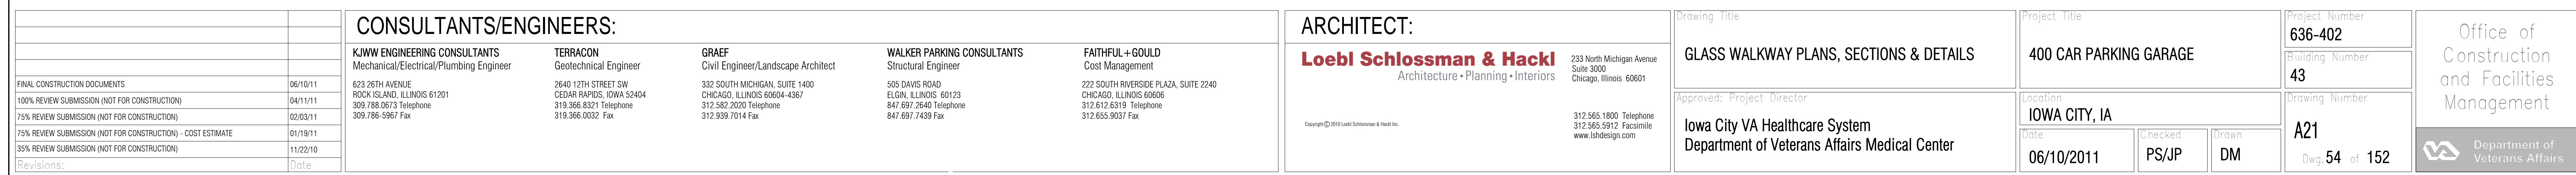 FINAL CONSTRUCTION DOCUMENTS 06/10/11
100% REVIEW SUBMISSION (NOT FOR CONSTRUCTION) 04/11/11
75% REVIEW SUBMISSION (NOT FOR CONSTRUCTION) 02/03/11
75% REVIEW SUBMISSION (NOT FOR CONSTRUCTION) - COST ESTIMATE 01/19/11
35% REVIEW SUBMISSION (NOT FOR CONSTRUCTION) 11/22/10
Revisions: Date
CONSULTANTS/ENGINEERS:
KJWW ENGINEERING CONSULTANTS
Mechanical/Electrical/Plumbing Engineer
623 26TH AVENUE
ROCK ISLAND, ILLINOIS 61201
309.788.0673 Telephone
309.786-5967 Fax
TERRACON
Geotechnical Engineer
2640 12TH STREET SW
CEDAR RAPIDS, IOWA 52404
319.366.8321 Telephone
319.366.0032 Fax
GRAEF
Civil Engineer/Landscape Architect
332 SOUTH MICHIGAN, SUITE 1400
CHICAGO, ILLINOIS 60604-4367
312.582.2020 Telephone
312.939.7014 Fax
WALKER PARKING CONSULTANTS
Structural Engineer
505 DAVIS ROAD
ELGIN, ILLINOIS 60123
847.697.2640 Telephone
847.697.7439 Fax
FAITHFUL+GOULD
Cost Management
222 SOUTH RIVERSIDE PLAZA, SUITE 2240
CHICAGO, ILLINOIS 60606
312.612.6319 Telephone
312.655.9037 Fax
ARCHITECT:
Loebl Schlossman & Hackl
Architecture • Planning • Interiors
Copyright © 2010 Loebl Schlossman & Hackl Inc.
233 North Michigan Avenue
Suite 3000
Chicago, Illinois 60601
312.565.1800 Telephone
312.565.5912 Facsimile
www.lshdesign.com
Drawing Title
GLASS WALKWAY PLANS, SECTIONS & DETAILS
Approved: Project Director
Iowa City VA Healthcare System
Department of Veterans Affairs Medical Center
Project Title
400 CAR PARKING GARAGE
Location
IOWA CITY, IA
Date
06/10/2011
Checked
PS/JP
Drawn
DM
Project Number
636-402
Building Number
43
Drawing Number
A21
Dwg. 54 of 152
Office of
Construction
and Facilities
Management
VA
Department of
Veterans Affairs